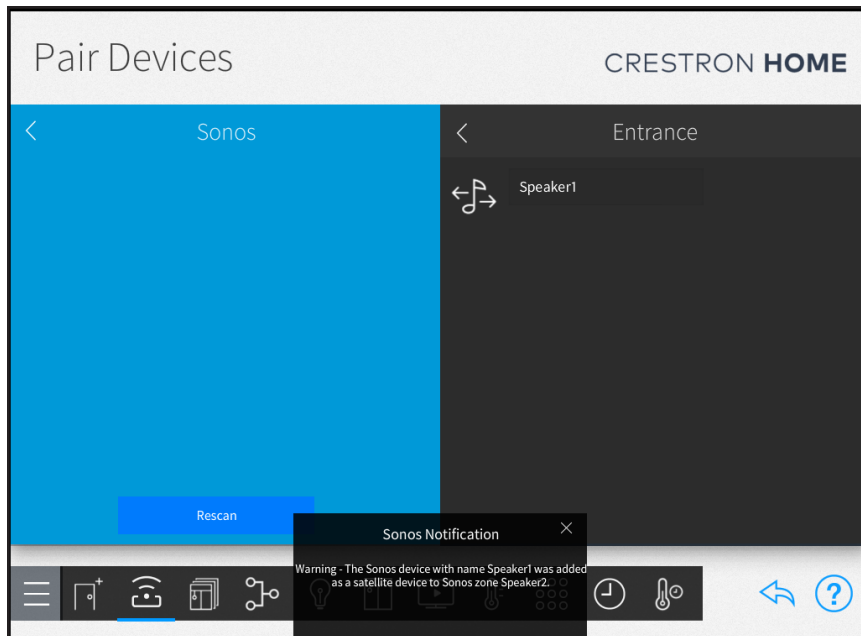 Pair Devices
CRESTRON HOME
Sonos
Entrance
Speaker1
Rescan
Sonos Notification
Warning - The Sonos device with name Speaker1 was added
as a satellite device to Sonos zone Speaker2.
?